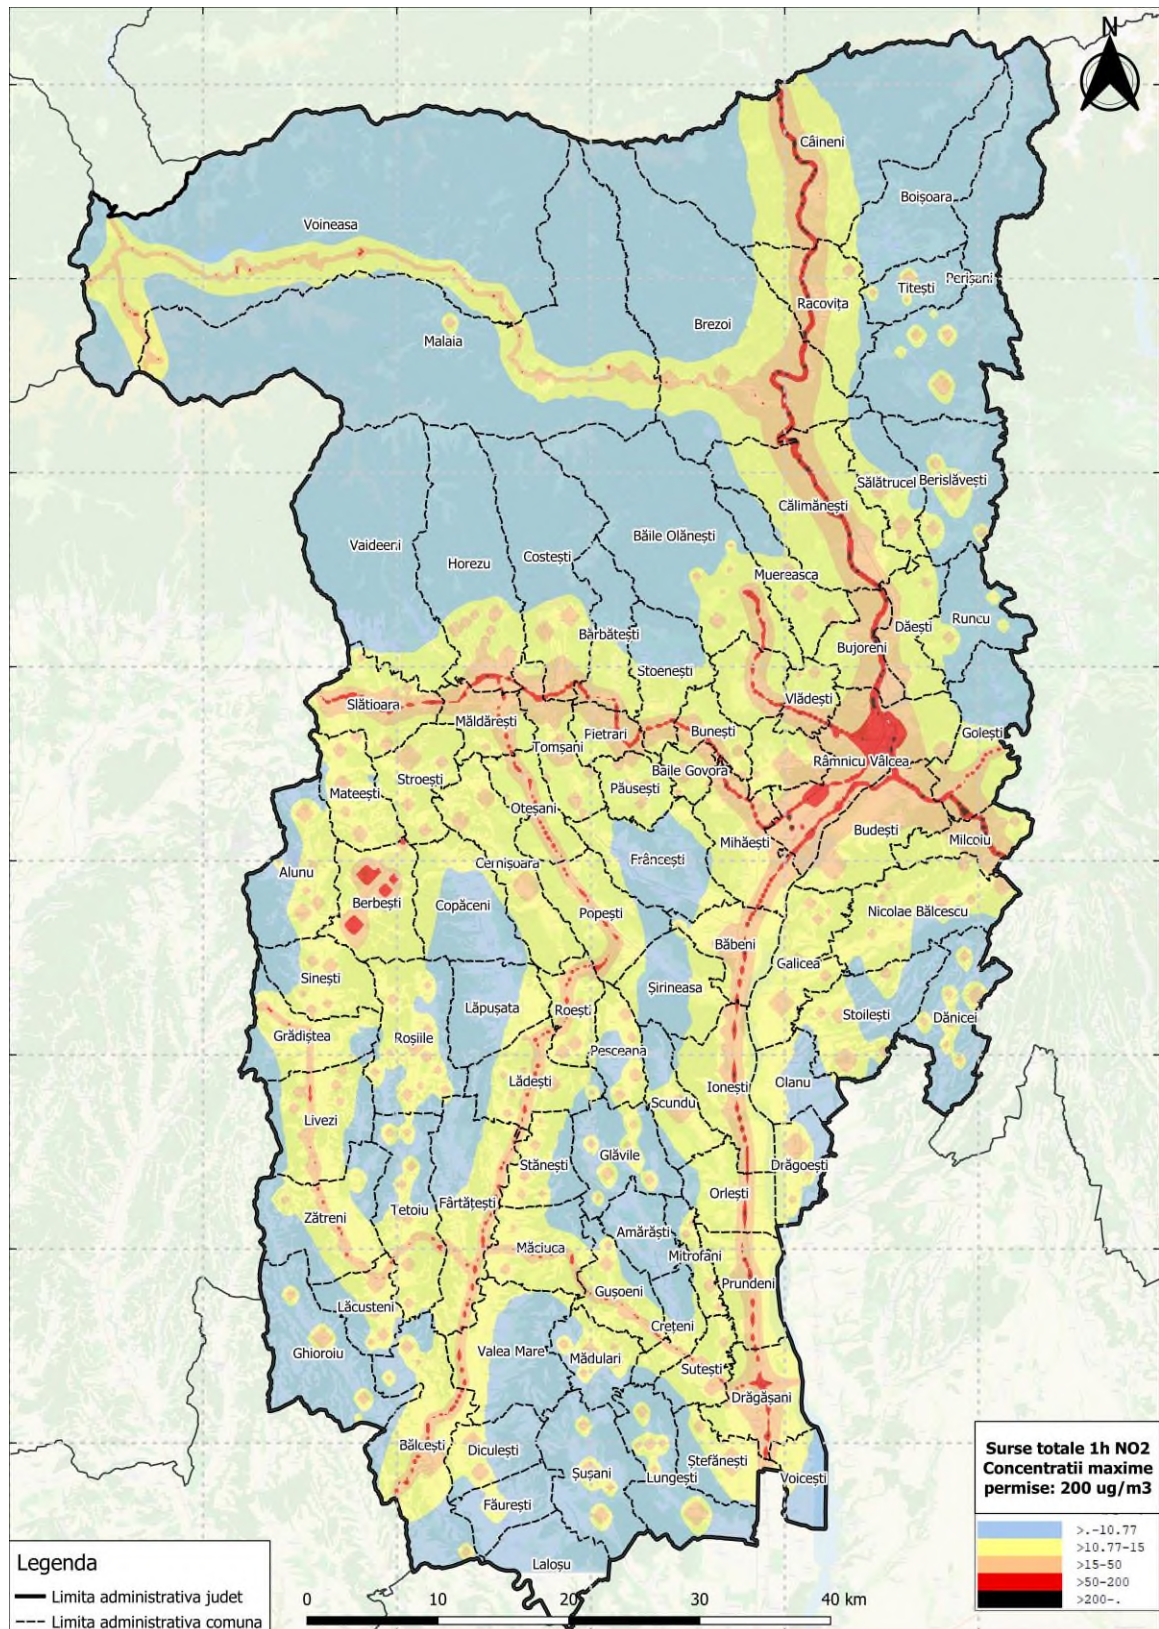 N
Câineni
Boișoara
Voineasa
Titești
Perișani
Racovița
Brezoi
Malaia
Sălătrucel
Berislăvești
Călimănești
Băile Olănești
Vaideeni
Costești
Horezu
Muereasca
Runcu
Dăești
Bărbătești
Bujoreni
Stoenești
Vlădești
Slătioara
Măldărești
Pietrari
Bunești
Golești
Tomșani
Râmnicu Vâlcea
Baile Govora
Stroești
Păusești
Mateești
Oteșani
Budești
Mihăești
Milcoiu
Frâncești
Cernișoara
Alunu
Berbești
Copăceni
Popești
Nicolae Bălcescu
Băbeni
Galicea
Sinești
Șirineasa
Lăpușata
Roești
Stoilești
Dănicei
Grădiștea
Roșiile
Pesceana
Lădești
Ionești
Olanu
Scundu
Livezi
Glăvile
Stănești
Drăgoești
Orlești
Fârtățești
Zătreni
Tetoiu
Amărăști
Măciuca
Mitrofani
Prundeni
Gușoeni
Lăcusteni
Crețeni
Ghioroiu
Valea Mare
Mădulari
Sutești
Drăgășani
Bălcești
Diculești
Ștefănești
Șușani
Lungești
Voicești
Făurești
Laloșu
Surse totale 1h NO2
Concentratii maxime
permise: 200 ug/m3
>.-10.77
>10.77-15
>15-50
>50-200
>200-.
Legenda
Limita administrativa judet
Limita administrativa comuna
0 10 20 30 40 km